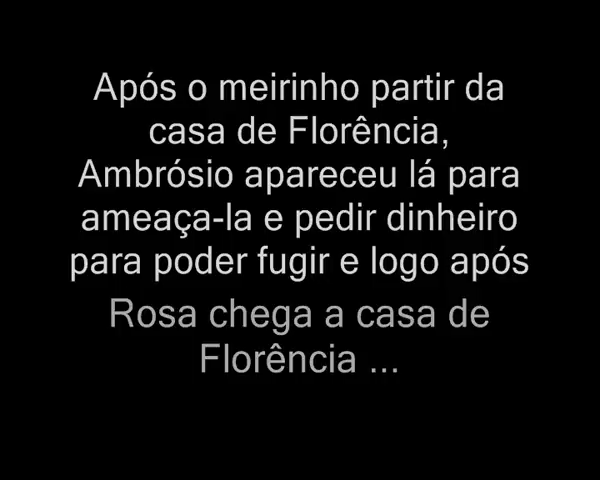 Após o meirinho partir da
casa de Florência,
Ambrósio apareceu lá para
ameaça-la e pedir dinheiro
para poder fugir e logo após
Rosa chega a casa de
Florência ...